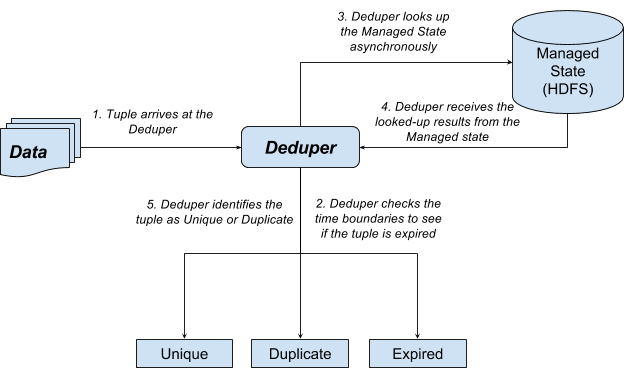 3. Deduper looks up
the Managed State
asynchronously
Managed
State
(HDFS)
1. Tuple arrives at the
Deduper
4. Deduper receives the
looked-up results from the
Managed state
Data
Deduper
5. Deduper identifies the
tuple as Unique or Duplicate
2. Deduper checks the
time boundaries to see
if the tuple is expired
Unique
Duplicate
Expired